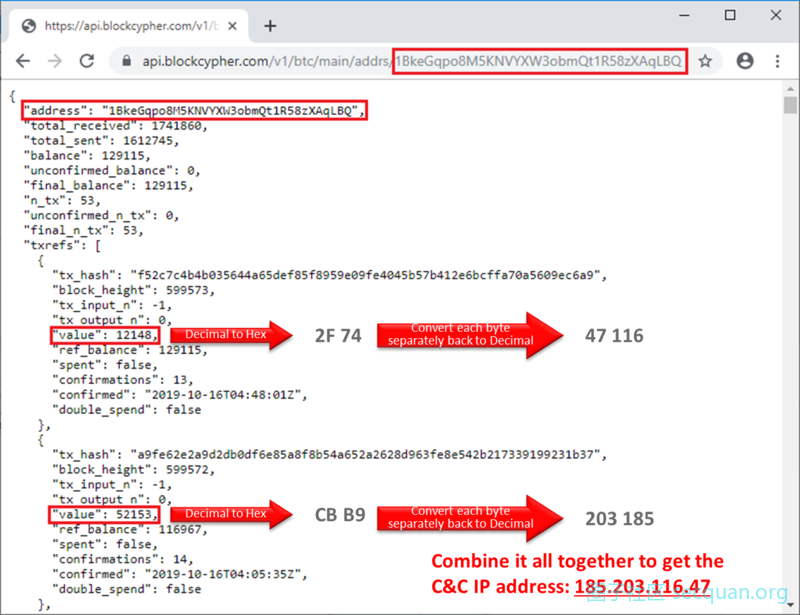 https://api.blockcypher.com/v1/b
api.blockcypher.com/v1/btc/main/addrs/1BkeGqpo8M5KNVYXW3obmQt1R58zXAqLBQ
{
"address": "1BkeGqpo8M5KNVYXW3obmQt1R58zXAqLBQ",
"total_received": 1741860,
"total_sent": 1612745,
"balance": 129115,
"unconfirmed_balance": 0,
"final_balance": 129115,
"n_tx": 53,
"unconfirmed_n_tx": 0,
"final_n_tx": 53,
"txrefs": [
{
"tx_hash": "f52c7c4b4b035644a65def85f8959e09fe4045b57b412e6bcffa70a5609ec6a9",
"block_height": 599573,
"tx_input_n": -1,
"tx_output_n": 0,
"value": 12148, Decimal to Hex 2F 74 Convert each byte separately back to Decimal 47 116
"ref_balance": 129115,
"spent": false,
"confirmations": 13,
"confirmed": "2019-10-16T04:48:01Z",
"double_spend": false
},
{
"tx_hash": "a9fe62e2a9d2db0df6e85a8f8b54a652a2628d963fe8e542b217339199231b37",
"block_height": 599572,
"tx_input_n": -1,
"tx_output_n": 0,
"value": 52153, Decimal to Hex CB B9 Convert each byte separately back to Decimal 203 185
"ref_balance": 116967,
"spent": false,
"confirmations": 14,
"confirmed": "2019-10-16T04:05:35Z",
"double_spend": false
},
Combine it all together to get the
C&C IP address: 185.203.116.47
secquan.org